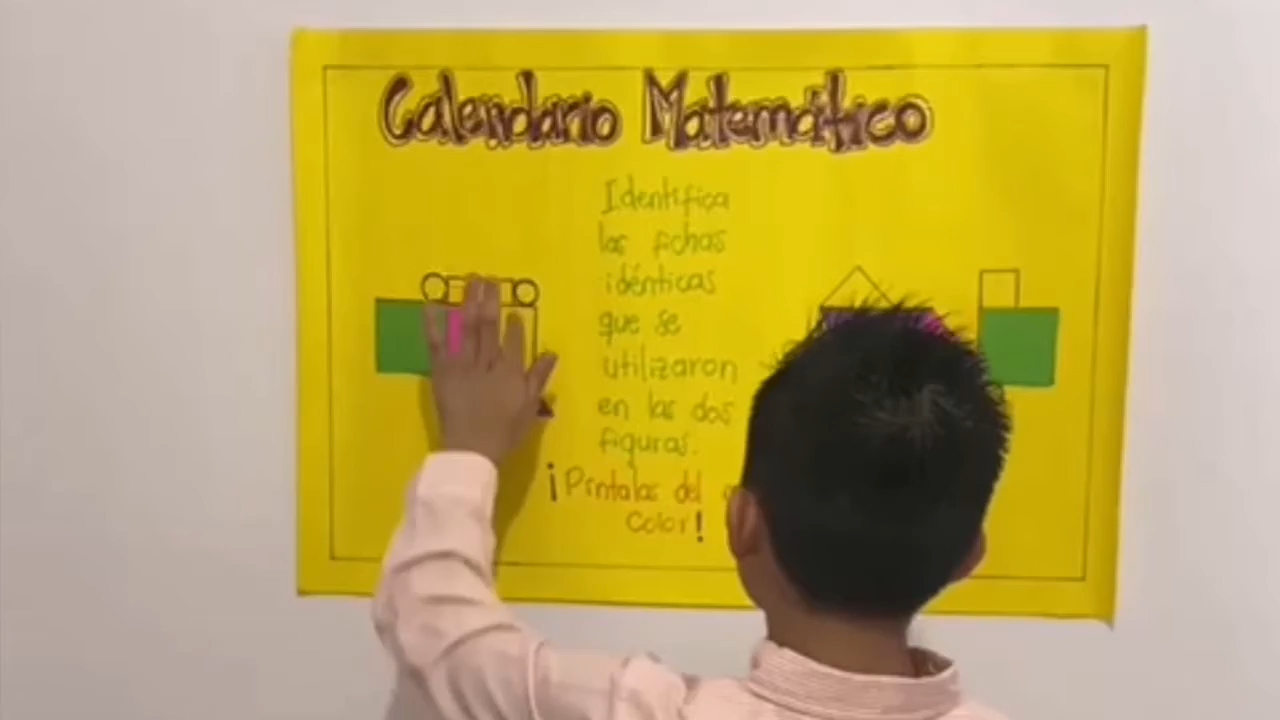 Calendario Matemático
Identifica
las fichas
idénticas
que se
utilizaron
en las dos
figuras.
¡Píntalas del
color!